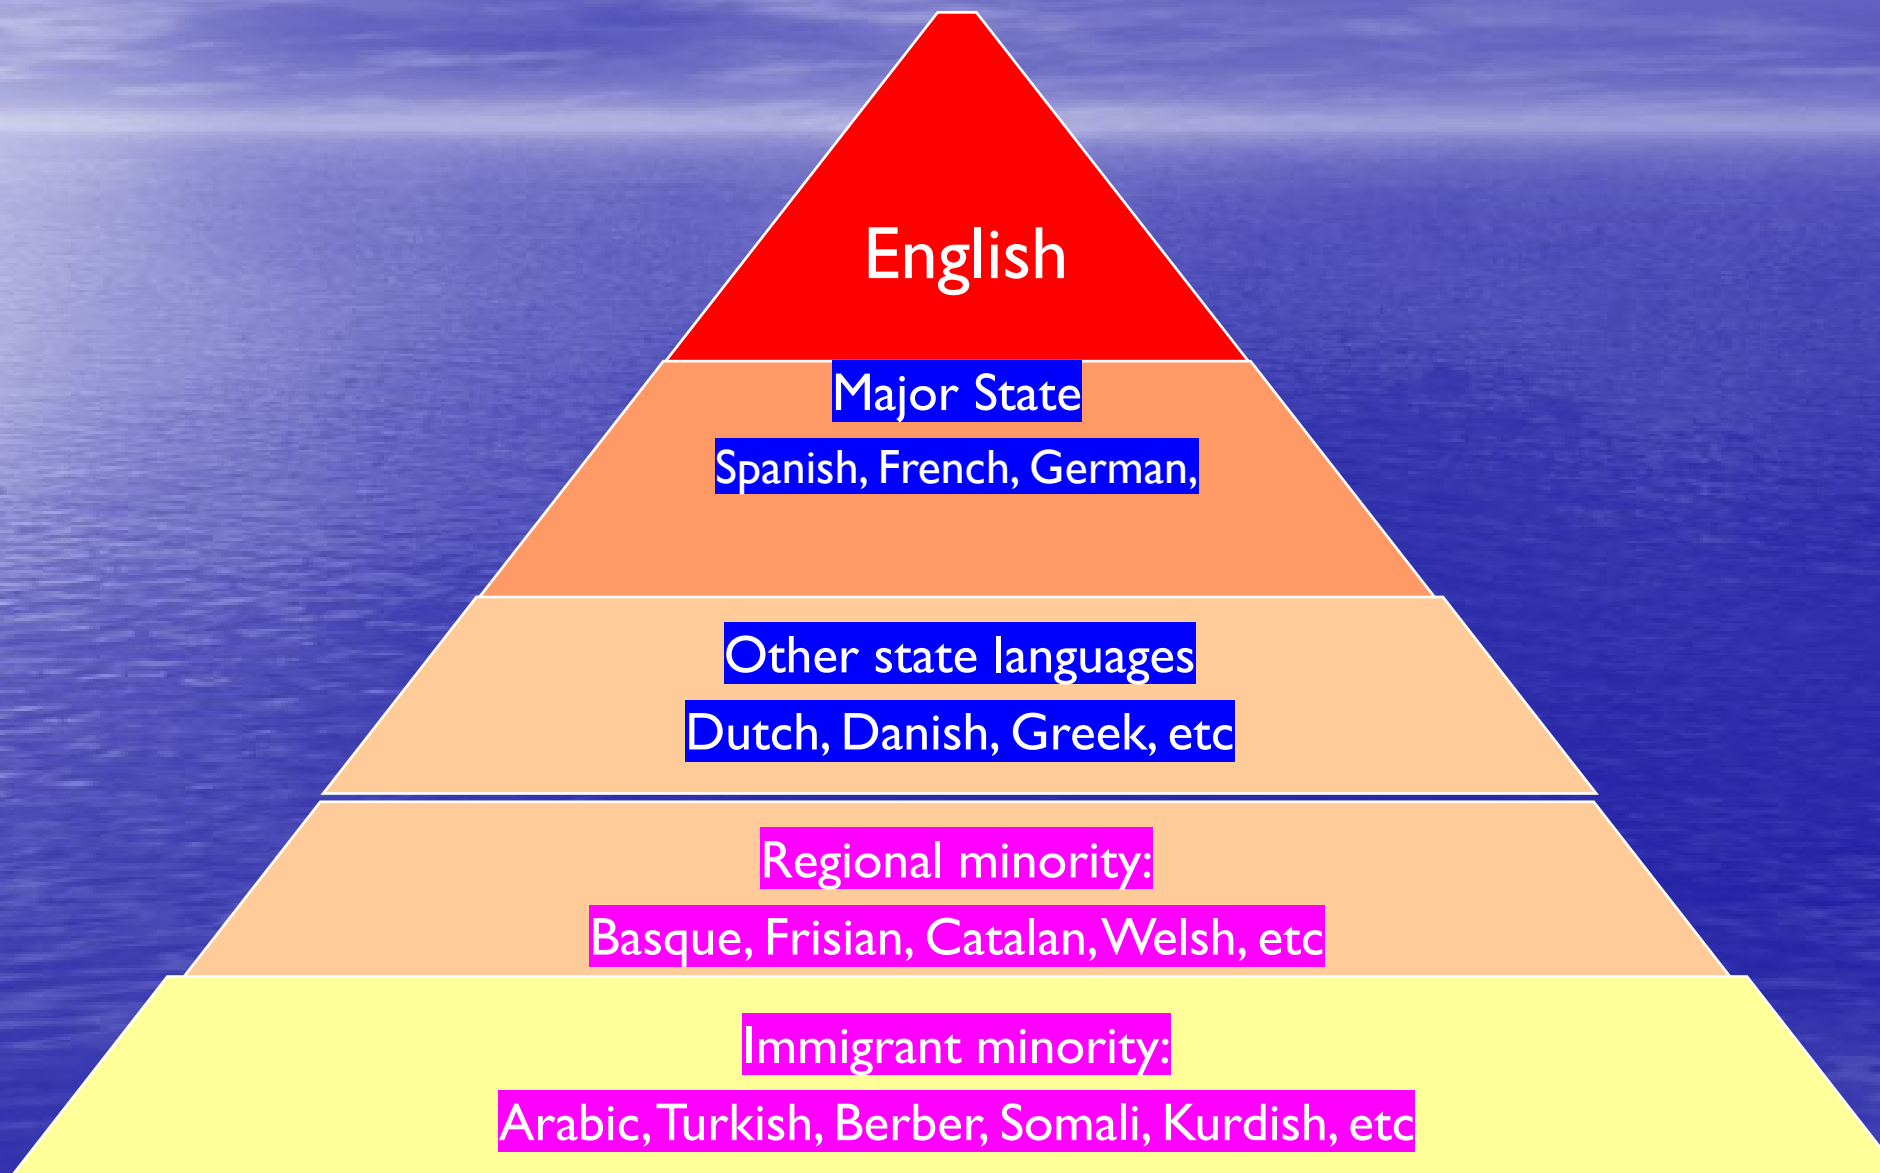 English
Major State
Spanish, French, German,
Other state languages
Dutch, Danish, Greek, etc
Regional minority:
Basque, Frisian, Catalan, Welsh, etc
Immigrant minority:
Arabic, Turkish, Berber, Somali, Kurdish, etc